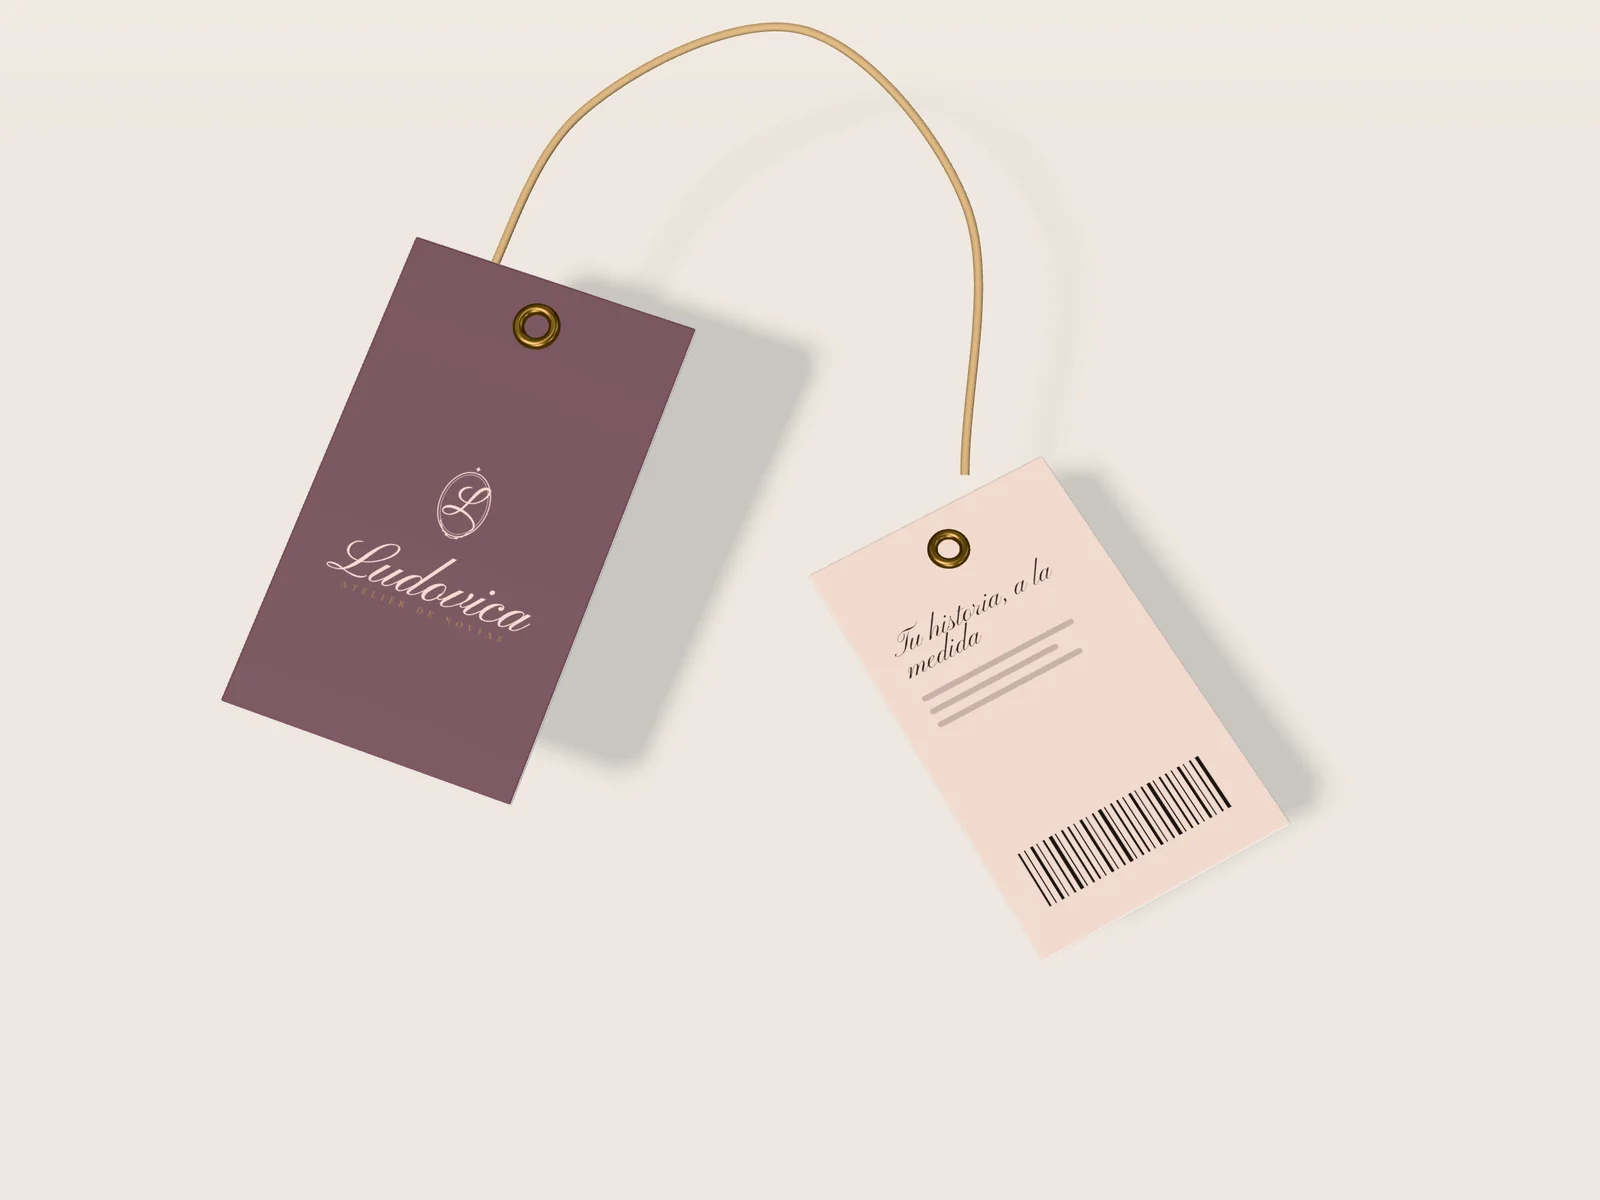 L
Ludovica
ATELIER DE NOVIAS
Tu historia, a la
medida